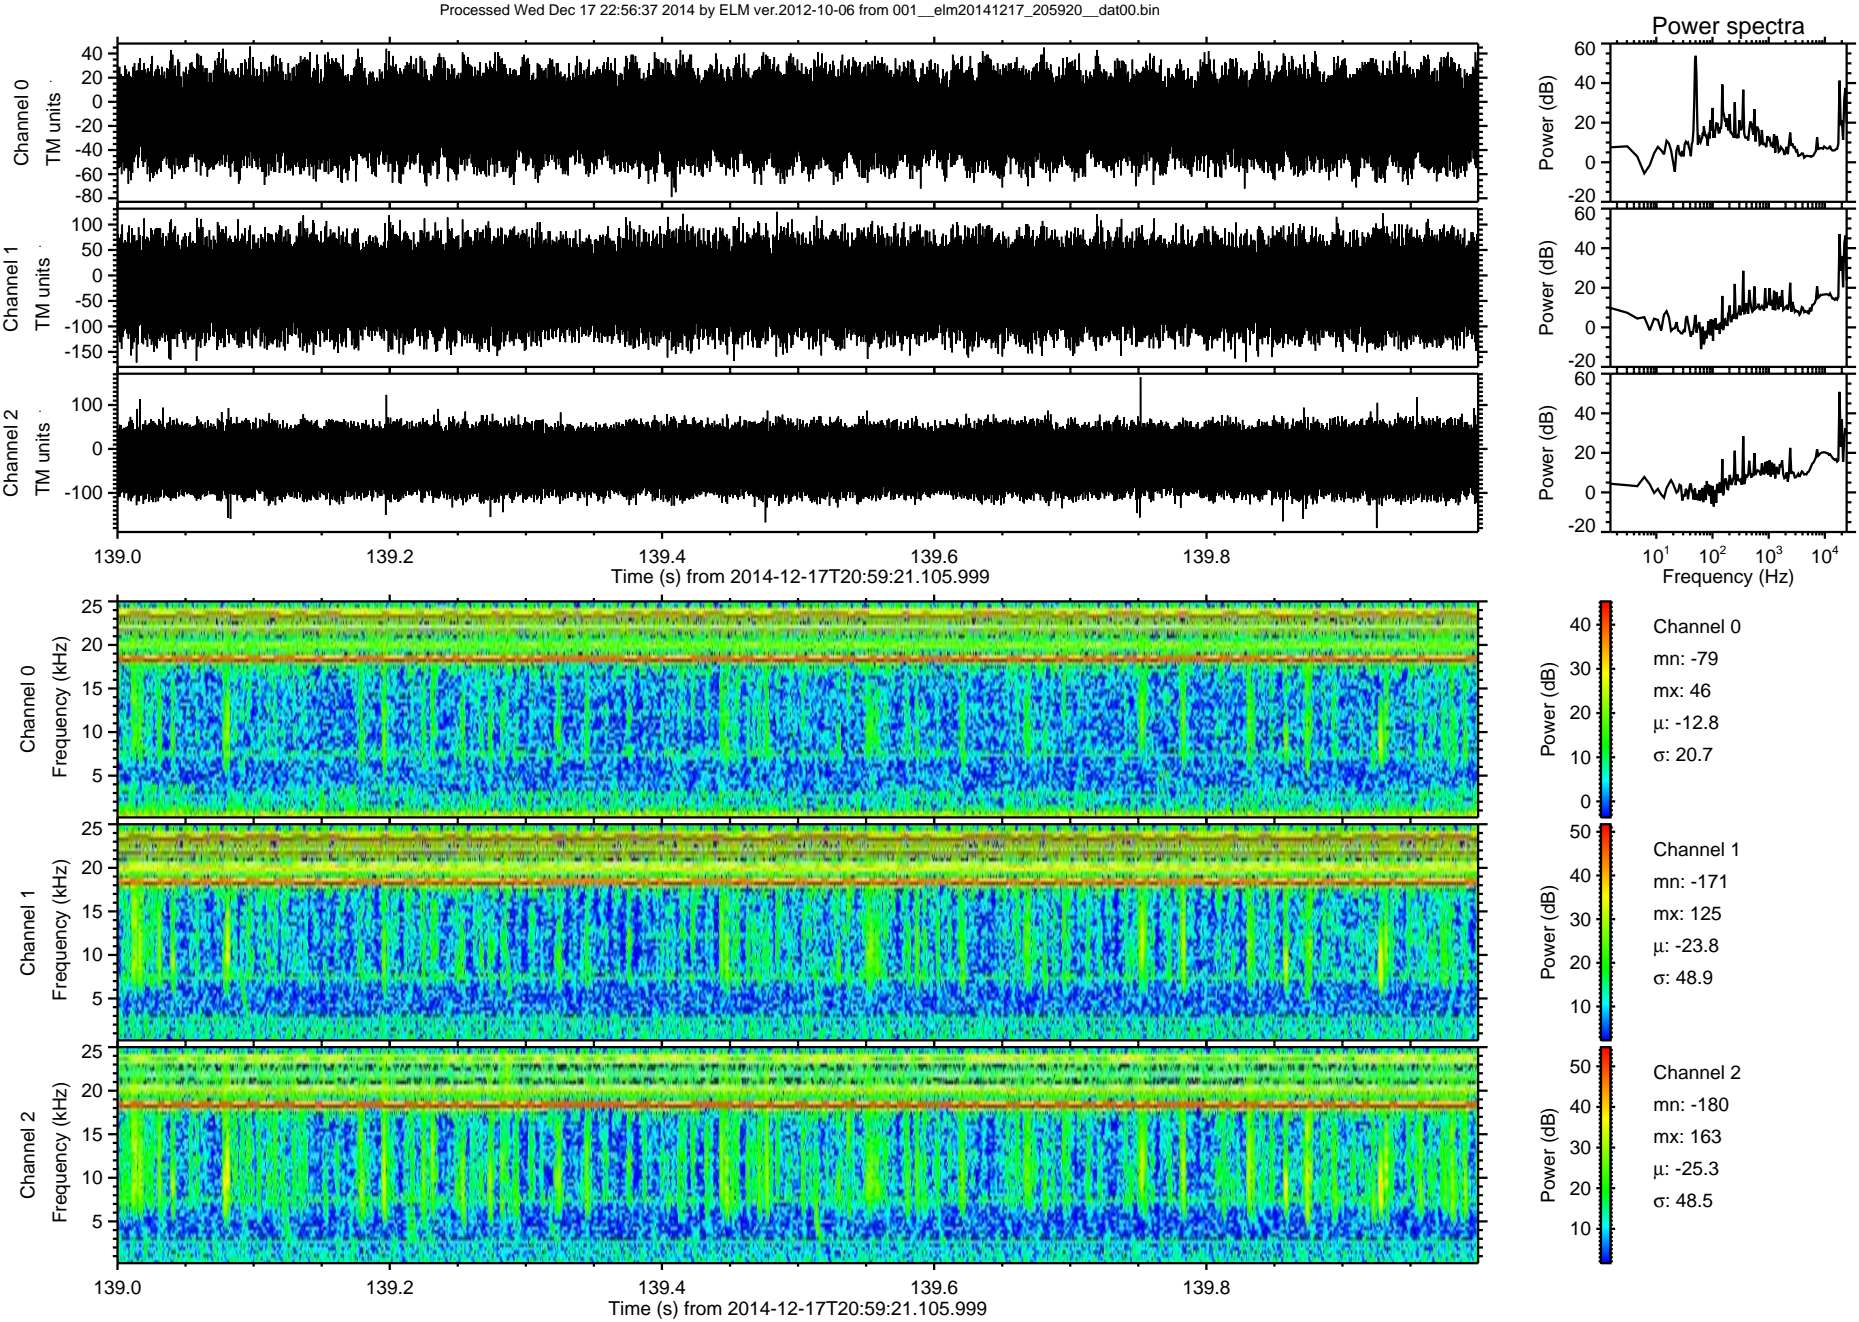 Processed Wed Dec 17 22:56:37 2014 by ELM ver.2012-10-06 from 001__elm20141217_205920__dat00.bin
Power spectra
Channel 0
TM units
40
20
0
-20
-40
-60
-80
Power (dB)
60
40
20
0
-20
Channel 1
TM units
100
50
0
-50
-100
-150
Power (dB)
60
40
20
0
-20
Channel 2
TM units
100
0
-100
Power (dB)
60
40
20
0
-20
139.0 139.2 139.4 139.6 139.8
Time (s) from 2014-12-17T20:59:21.105.999
10¹ 10² 10³ 10⁴
Frequency (Hz)
Channel 0
Frequency (kHz)
25
20
15
10
5
Power (dB)
40
30
20
10
0
Channel 0
mn: -79
mx: 46
µ: -12.8
σ: 20.7
Channel 1
Frequency (kHz)
25
20
15
10
5
Power (dB)
50
40
30
20
10
Channel 1
mn: -171
mx: 125
µ: -23.8
σ: 48.9
Channel 2
Frequency (kHz)
25
20
15
10
5
Power (dB)
50
40
30
20
10
Channel 2
mn: -180
mx: 163
µ: -25.3
σ: 48.5
139.0 139.2 139.4 139.6 139.8
Time (s) from 2014-12-17T20:59:21.105.999